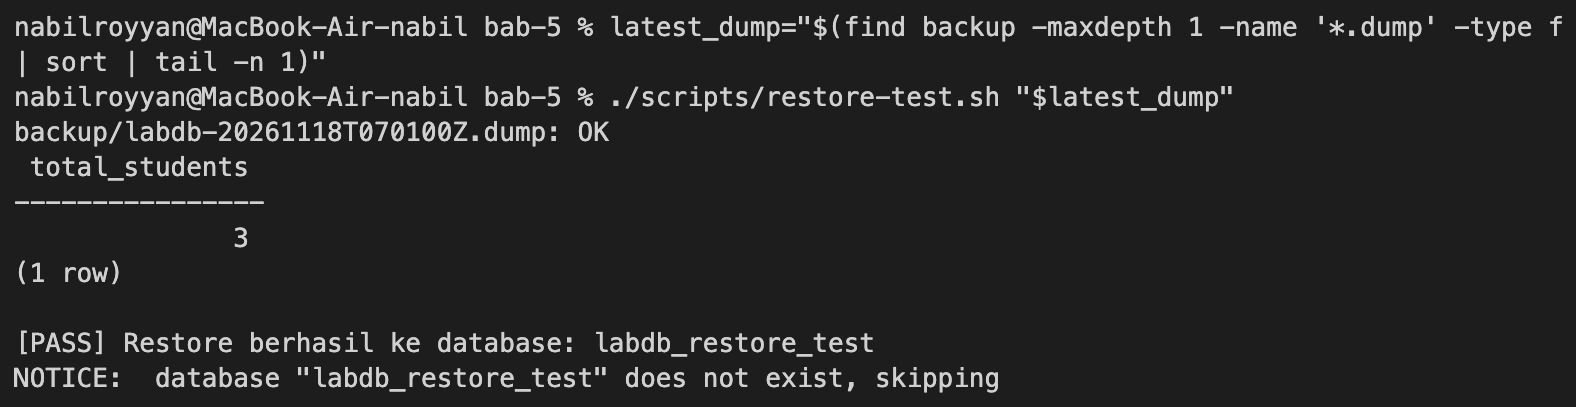 nabilroyyan@MacBook-Air-nabil bab-5 % latest_dump="$(find backup -maxdepth 1 -name '*.dump' -type f
| sort | tail -n 1)"
nabilroyyan@MacBook-Air-nabil bab-5 % ./scripts/restore-test.sh "$latest_dump"
backup/labdb-20261118T070100Z.dump: OK
 total_students
----------------
              3
(1 row)

[PASS] Restore berhasil ke database: labdb_restore_test
NOTICE:  database "labdb_restore_test" does not exist, skipping